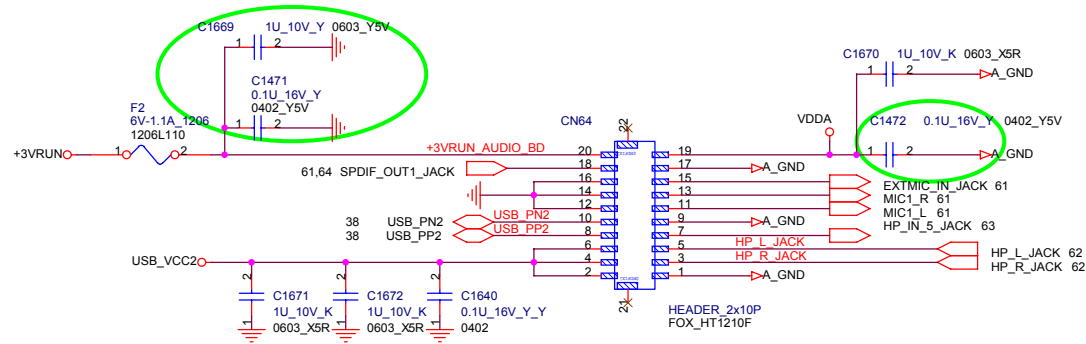 C1669 1U_10V_Y 0603_Y5V
1 2
C1471
0.1U_16V_Y
0402_Y5V
1 2
F2
6V-1.1A_1206
1206L110
+3VRUN 1 2
C1670 1U_10V_K 0603_X5R
1 2 A_GND
VDDA
C1472 0.1U_16V_Y 0402_Y5V
1 2 A_GND
CN64
22
+3VRUN_AUDIO_BD 20 19
61,64 SPDIF_OUT1_JACK 18 17 A_GND
16 15 EXTMIC_IN_JACK 61
14 13 MIC1_R 61
12 11 MIC1_L 61
38 USB_PN2 USB_PN2 10 9 A_GND
HP_IN_5_JACK 63
38 USB_PP2 USB_PP2 8 7
6 5 HP_L_JACK HP_L_JACK 62
USB_VCC2 4 3 HP_R_JACK HP_R_JACK 62
2 1 A_GND
21
HEADER_2x10P
FOX_HT1210F
2 1
C1671
1U_10V_K
0603_X5R
2 1
C1672
1U_10V_K
0603_X5R
2 1
C1640
0.1U_16V_Y_Y
0402